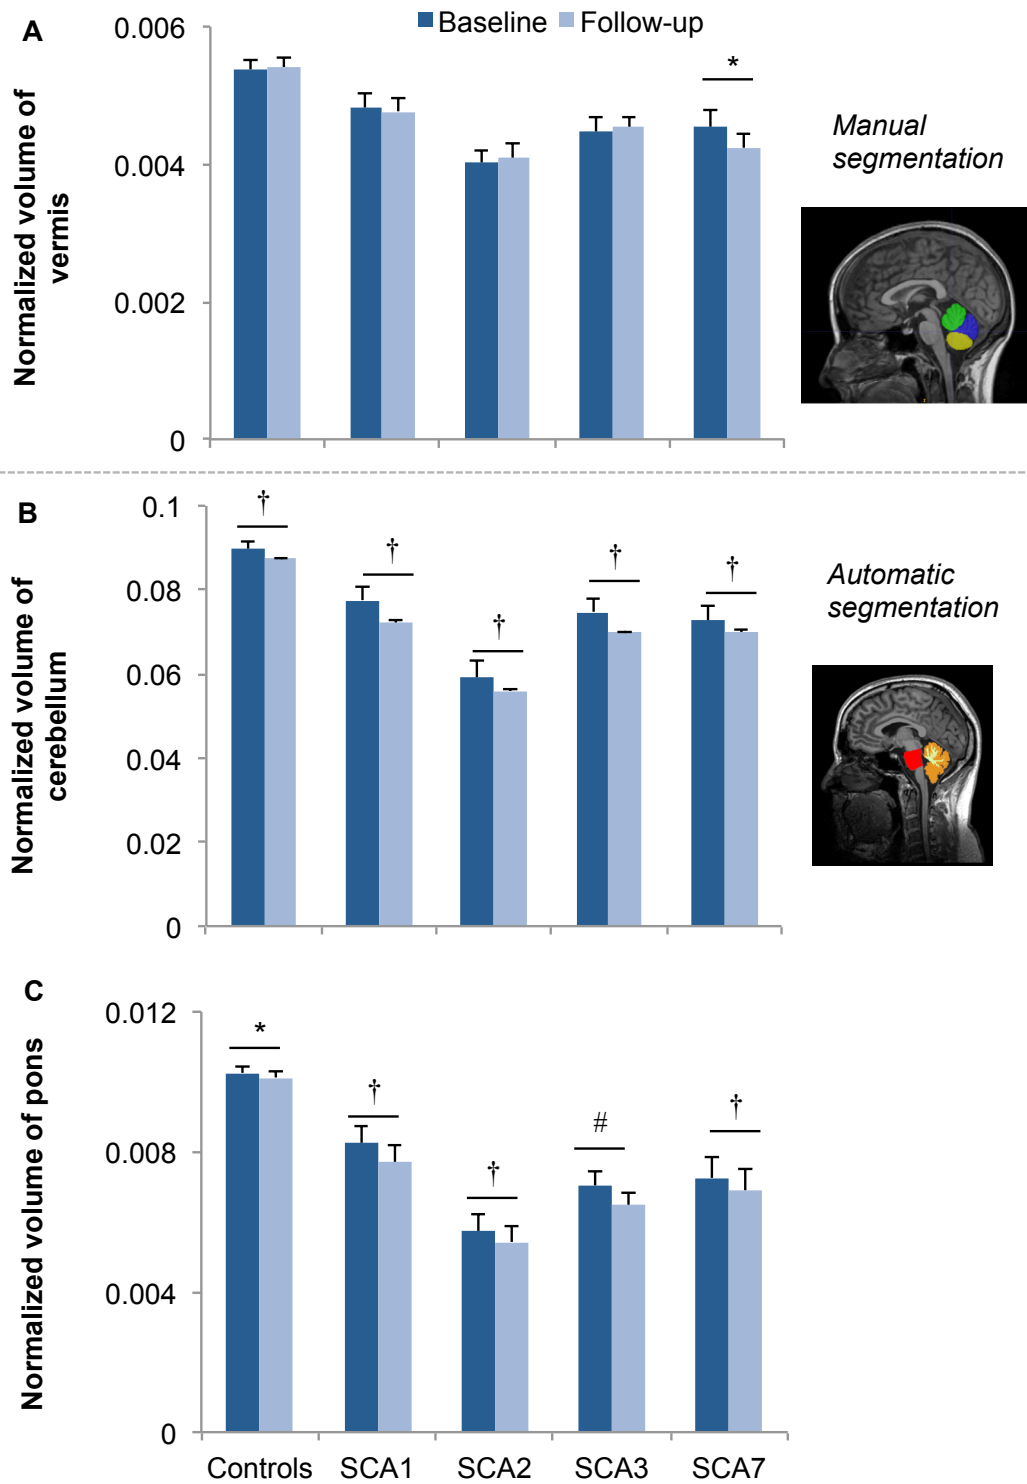 A
Baseline Follow-up
Normalized volume of
vermis
0.006
0.004
0.002
0
*
Manual
segmentation
B
Normalized volume of
cerebellum
0.1
0.08
0.06
0.04
0.02
0
† † † † †
Automatic
segmentation
C
Normalized volume of pons
0.012
0.008
0.004
0
* † † # †
Controls SCA1 SCA2 SCA3 SCA7